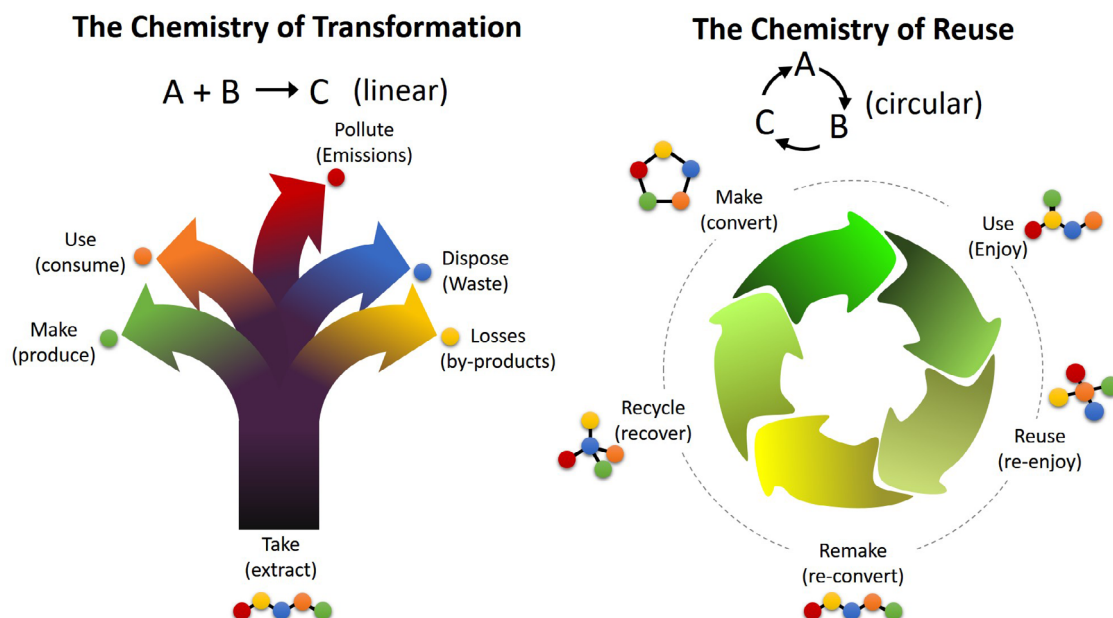 The Chemistry of Transformation
A + B → C (linear)
Pollute
(Emissions)
Use
(consume)
Dispose
(Waste)
Make
(produce)
Losses
(by-products)
Take
(extract)
The Chemistry of Reuse
A
C
B
(circular)
Make
(convert)
Use
(Enjoy)
Recycle
(recover)
Reuse
(re-enjoy)
Remake
(re-convert)